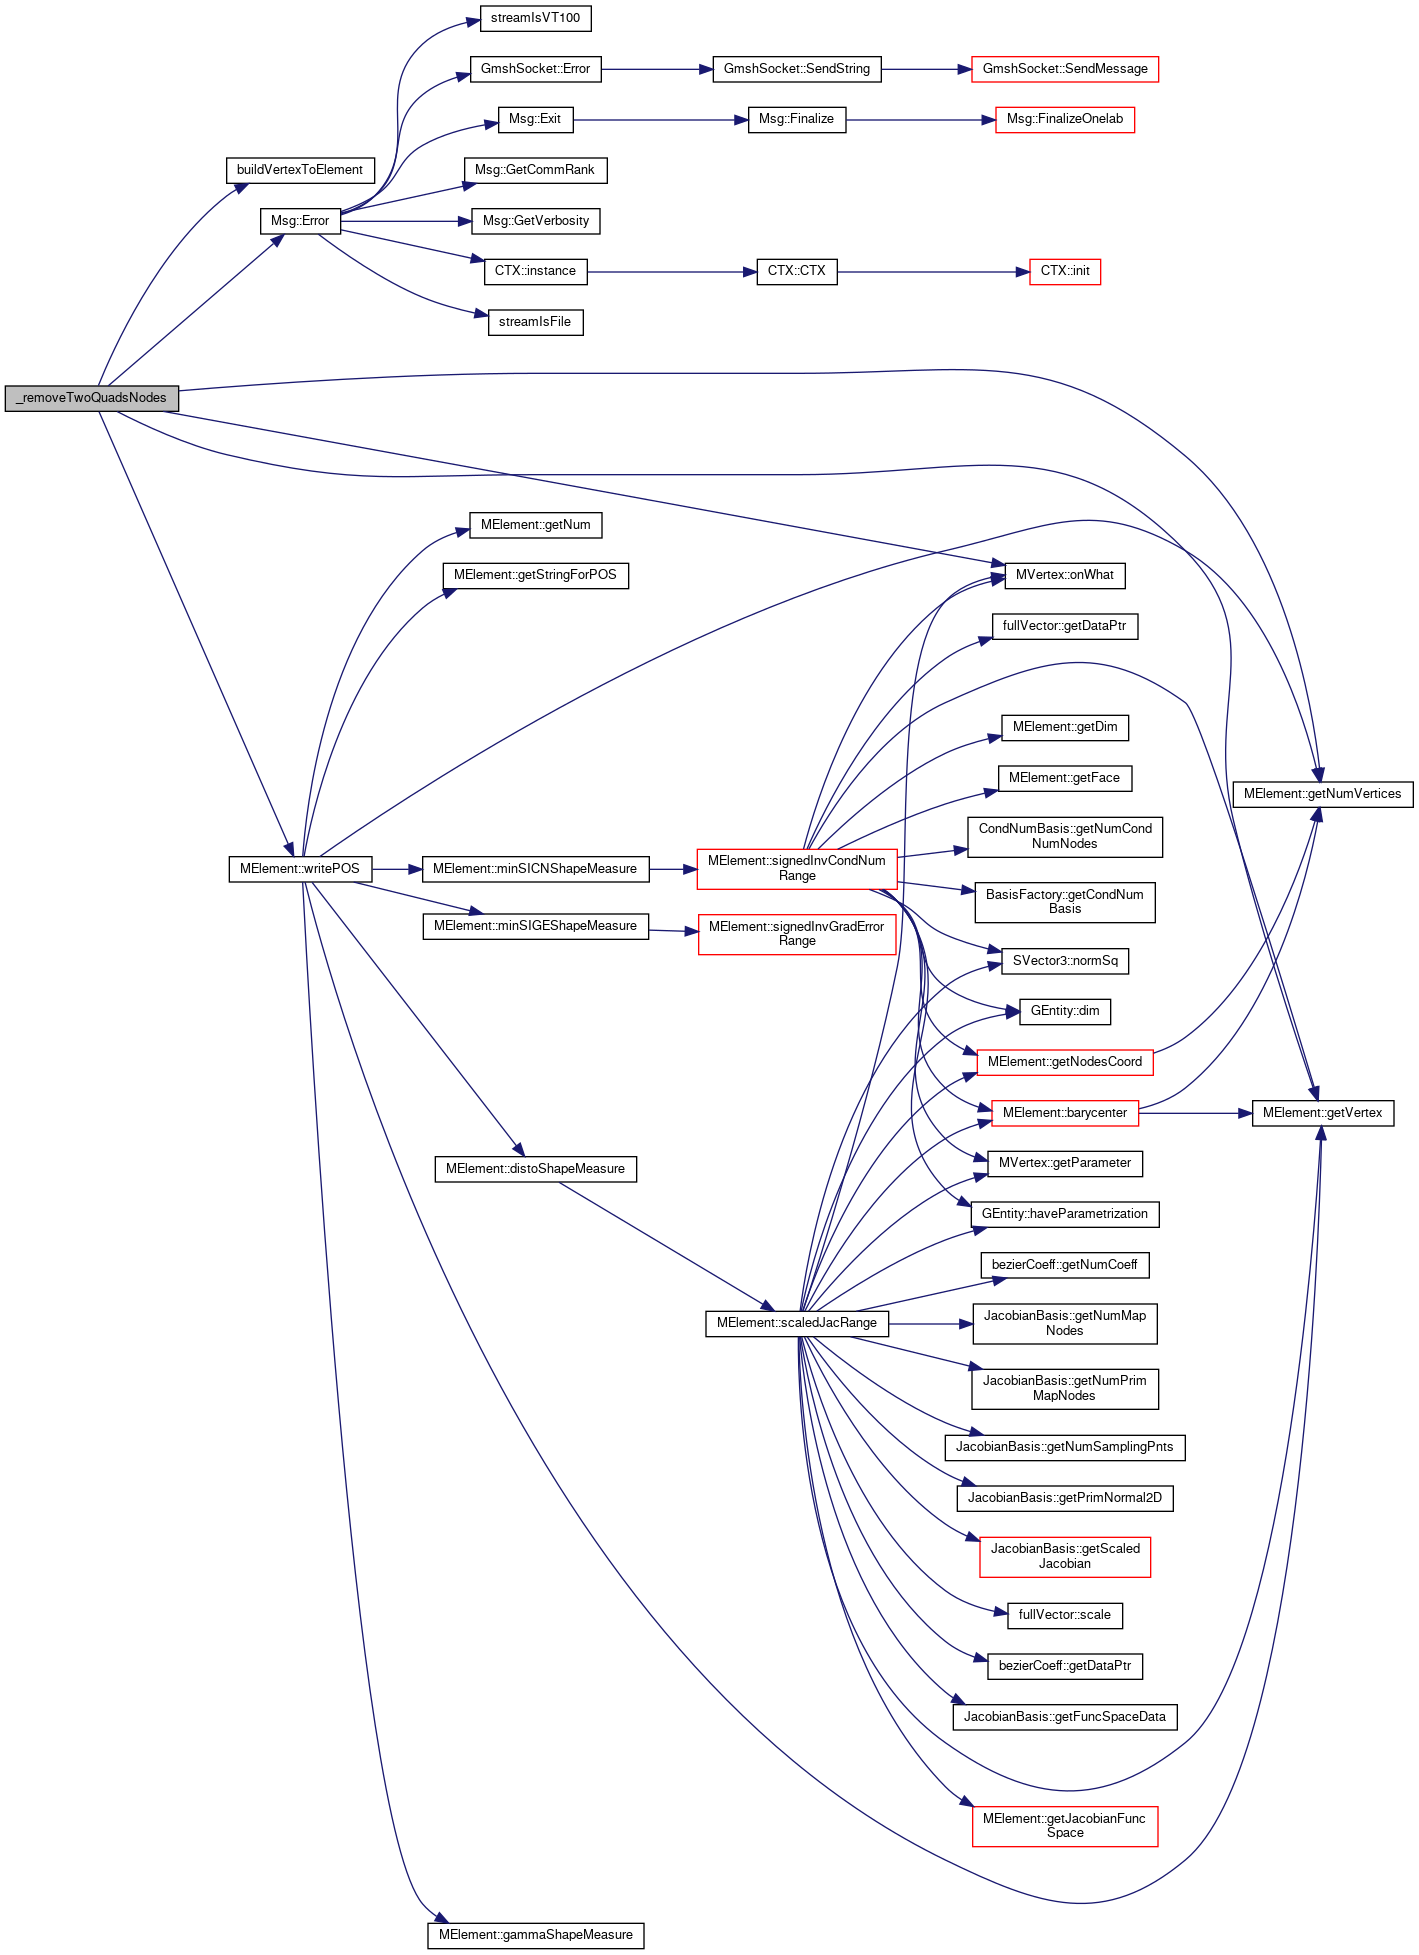 streamIsVT100
GmshSocket::Error
GmshSocket::SendString
GmshSocket::SendMessage
Msg::Exit
Msg::Finalize
Msg::FinalizeOnelab
buildVertexToElement
Msg::GetCommRank
Msg::Error
Msg::GetVerbosity
CTX::instance
CTX::CTX
CTX::init
streamIsFile
_removeTwoQuadsNodes
MElement::getNum
MElement::getStringForPOS
MVertex::onWhat
fullVector::getDataPtr
MElement::getDim
MElement::getFace
MElement::getNumVertices
CondNumBasis::getNumCond
NumNodes
MElement::writePOS
MElement::minSICNShapeMeasure
MElement::signedInvCondNum
Range
BasisFactory::getCondNum
Basis
MElement::minSIGEShapeMeasure
MElement::signedInvGradError
Range
SVector3::normSq
GEntity::dim
MElement::getNodesCoord
MElement::barycenter
MElement::getVertex
MElement::distoShapeMeasure
MVertex::getParameter
GEntity::haveParametrization
bezierCoeff::getNumCoeff
MElement::scaledJacRange
JacobianBasis::getNumMap
Nodes
JacobianBasis::getNumPrim
MapNodes
JacobianBasis::getNumSamplingPnts
JacobianBasis::getPrimNormal2D
JacobianBasis::getScaled
Jacobian
fullVector::scale
bezierCoeff::getDataPtr
JacobianBasis::getFuncSpaceData
MElement::getJacobianFunc
Space
MElement::gammaShapeMeasure